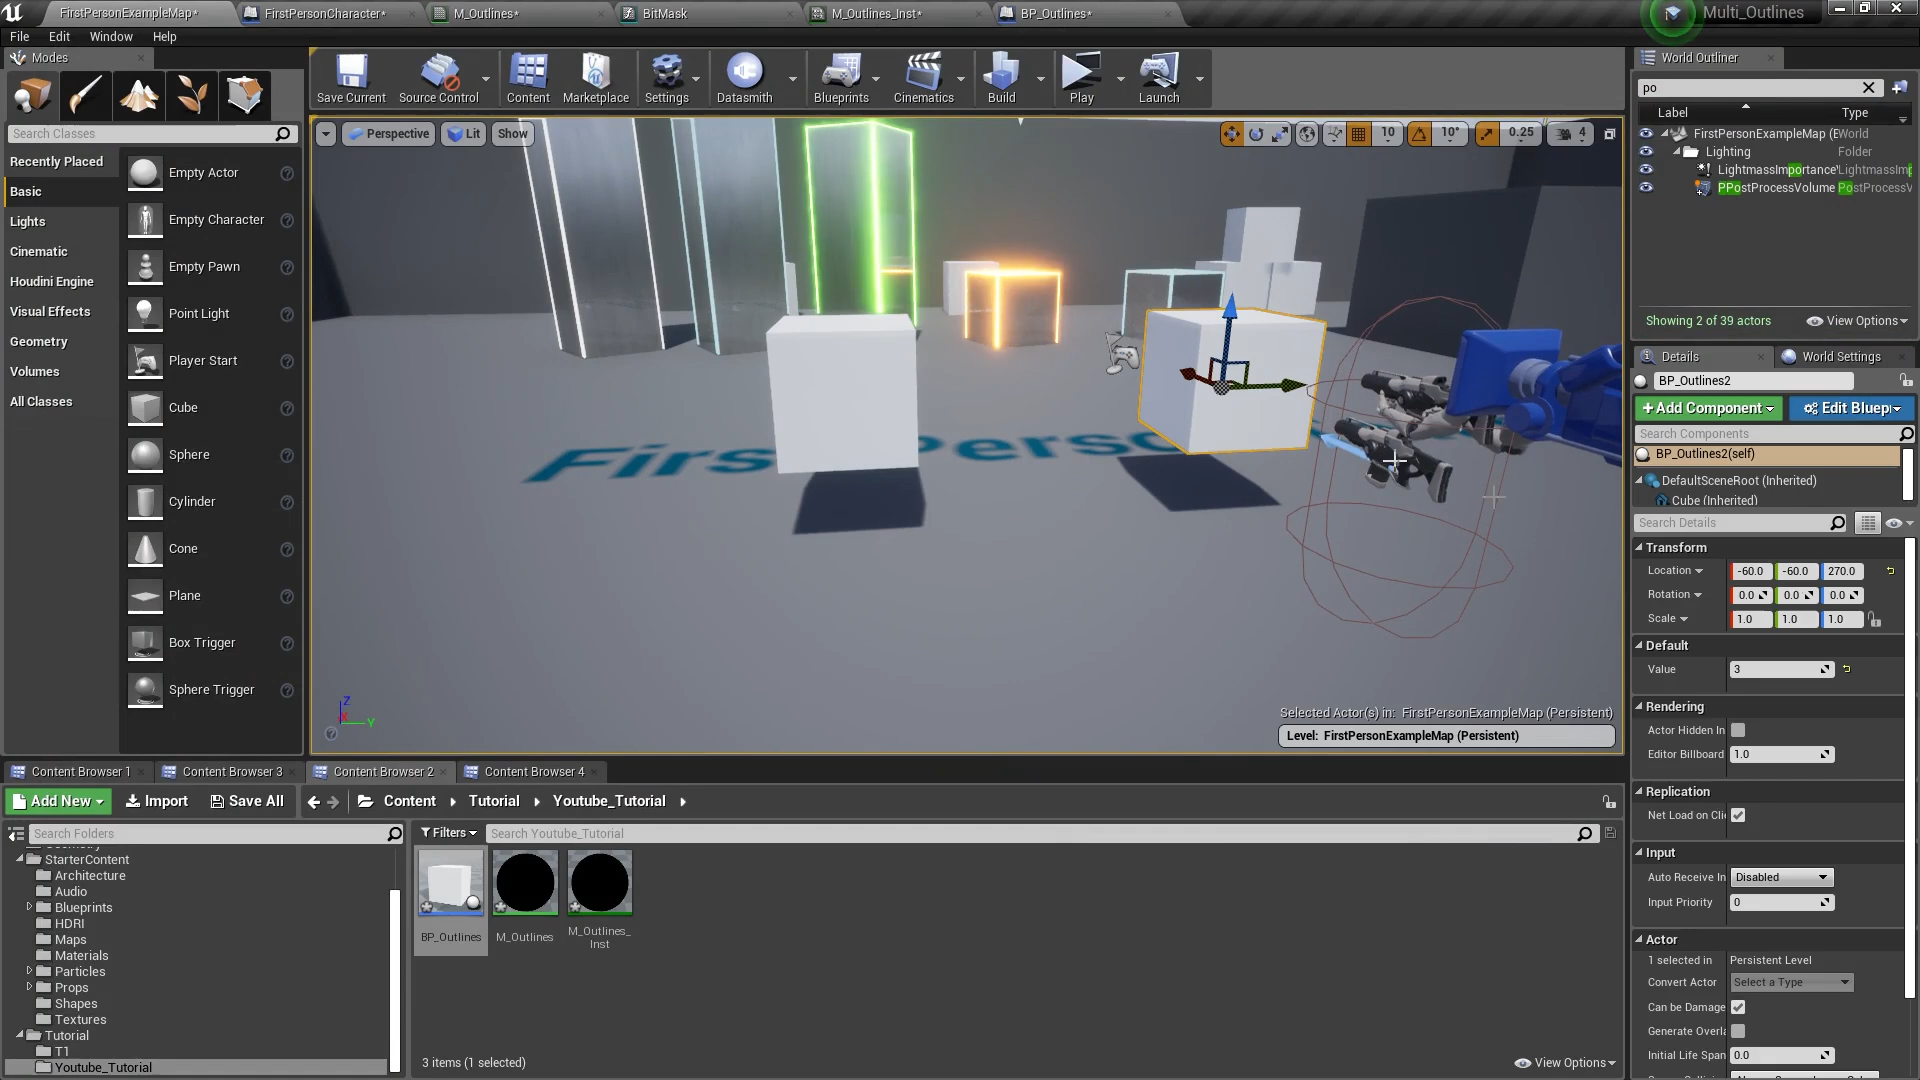 FirstPersonExampleMap*
FirstPersonCharacter*
M_Outlines*
BitMask
M_Outlines_Inst*
BP_Outlines*
Multi_Outlines
File Edit Window Help
Modes
Search Classes
Recently Placed
Basic
Lights
Cinematic
Houdini Engine
Visual Effects
Geometry
Volumes
All Classes
Empty Actor
Empty Character
Empty Pawn
Point Light
Player Start
Cube
Sphere
Cylinder
Cone
Plane
Box Trigger
Sphere Trigger
Save Current Source Control Content Marketplace Settings Datasmith Blueprints Cinematics Build Play Launch
Perspective Lit Show
10 10° 0.25 4
First Perso
Z
X
Y
Selected Actor(s) in: FirstPersonExampleMap (Persistent)
Level: FirstPersonExampleMap (Persistent)
World Outliner
po
Label Type
FirstPersonExampleMap (E World
Lighting Folder
LightmassImportance LightmassImp
PPostProcessVolume PostProcessV
Showing 2 of 39 actors View Options
Details World Settings
BP_Outlines2
+Add Component Edit Bluep
Search Components
BP_Outlines2(self)
DefaultSceneRoot (Inherited)
Cube (Inherited)
Search Details
Transform
Location -60.0 -60.0 270.0
Rotation 0.0 0.0 0.0
Scale 1.0 1.0 1.0
Default
Value 3
Rendering
Actor Hidden In
Editor Billboard 1.0
Replication
Net Load on Cli
Input
Auto Receive In Disabled
Input Priority 0
Actor
1 selected in Persistent Level
Convert Actor Select a Type
Can be Damage
Generate Overla
Initial Life Span 0.0
Content Browser 1 Content Browser 3 Content Browser 2 Content Browser 4
Add New Import Save All Content Tutorial Youtube_Tutorial
Search Folders
StarterContent
Architecture
Audio
Blueprints
HDRI
Maps
Materials
Particles
Props
Shapes
Textures
Tutorial
T1
Youtube_Tutorial
Filters Search Youtube_Tutorial
BP_Outlines
M_Outlines
M_Outlines_
Inst
3 items (1 selected)
View Options